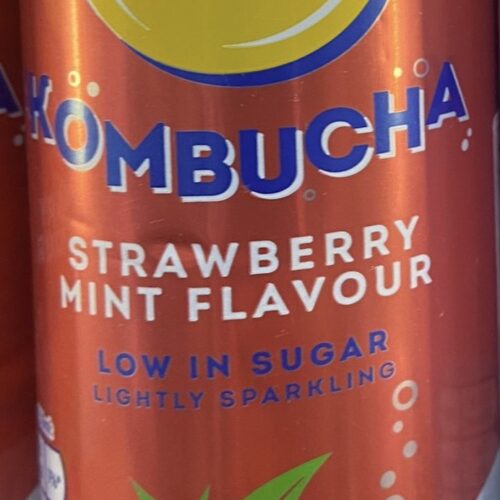 KOMBUCHA
STRAWBERRY
MINT FLAVOUR
LOW IN SUGAR
LIGHTLY SPARKLING